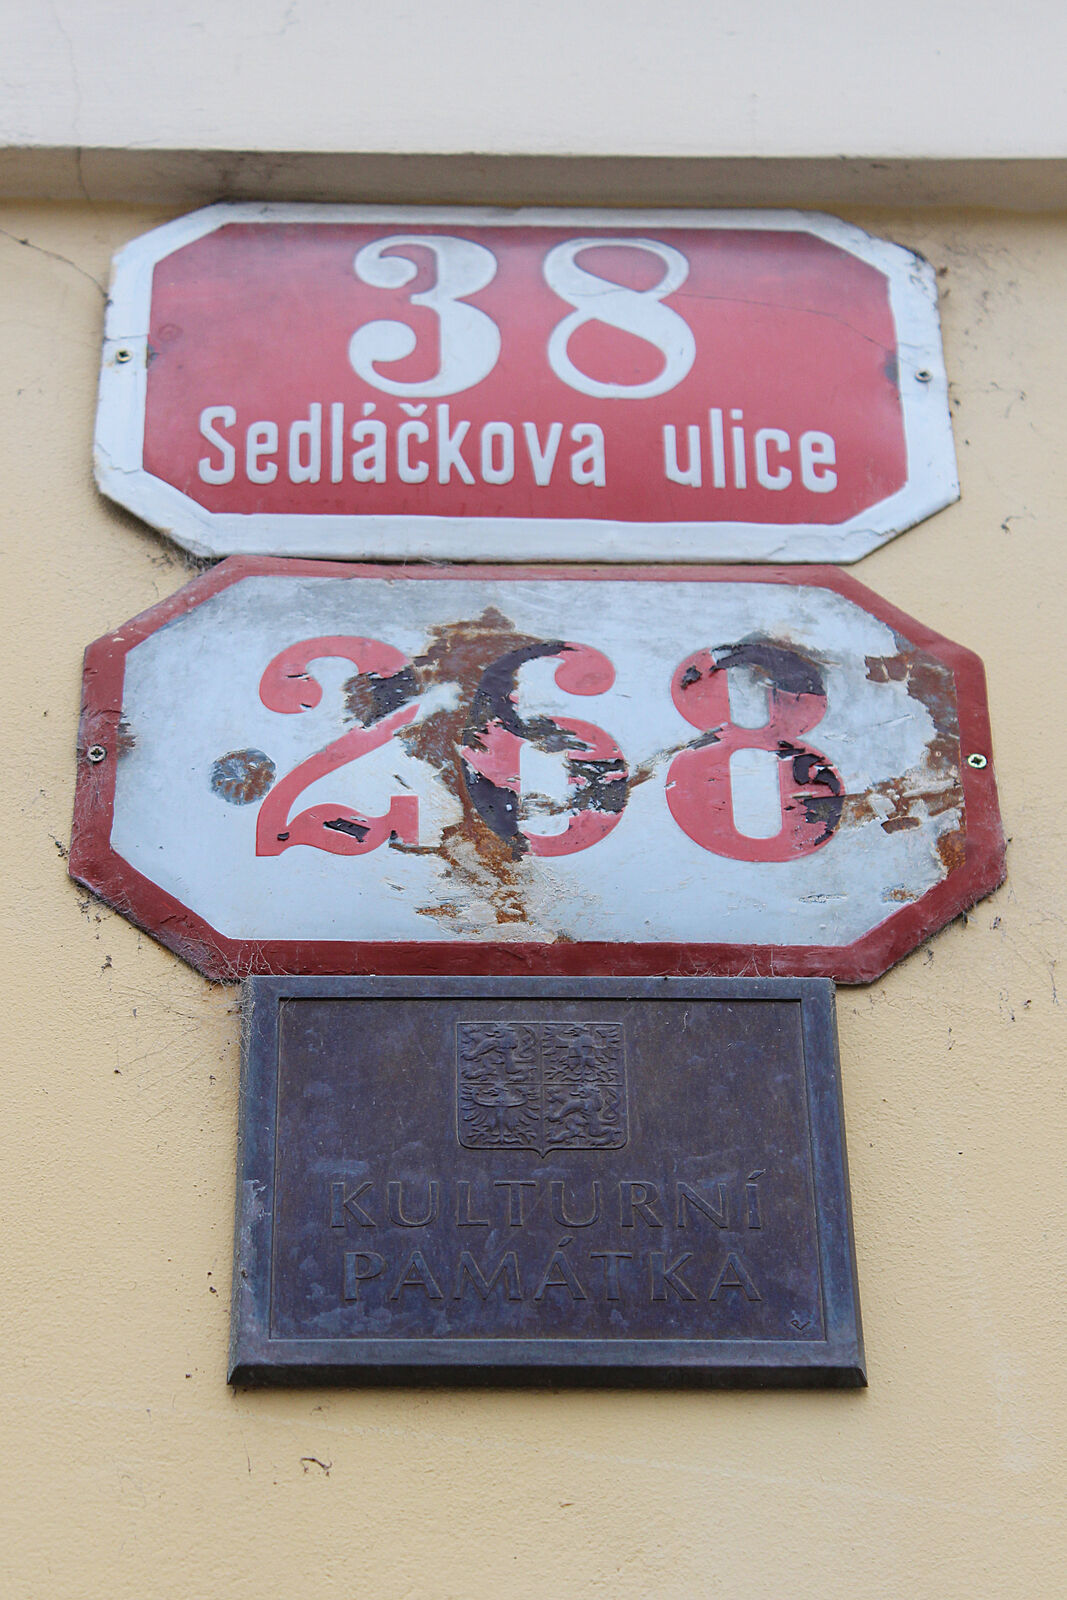 38
Sedláčkova ulice
268
KULTURNÍ
PAMÁTKA